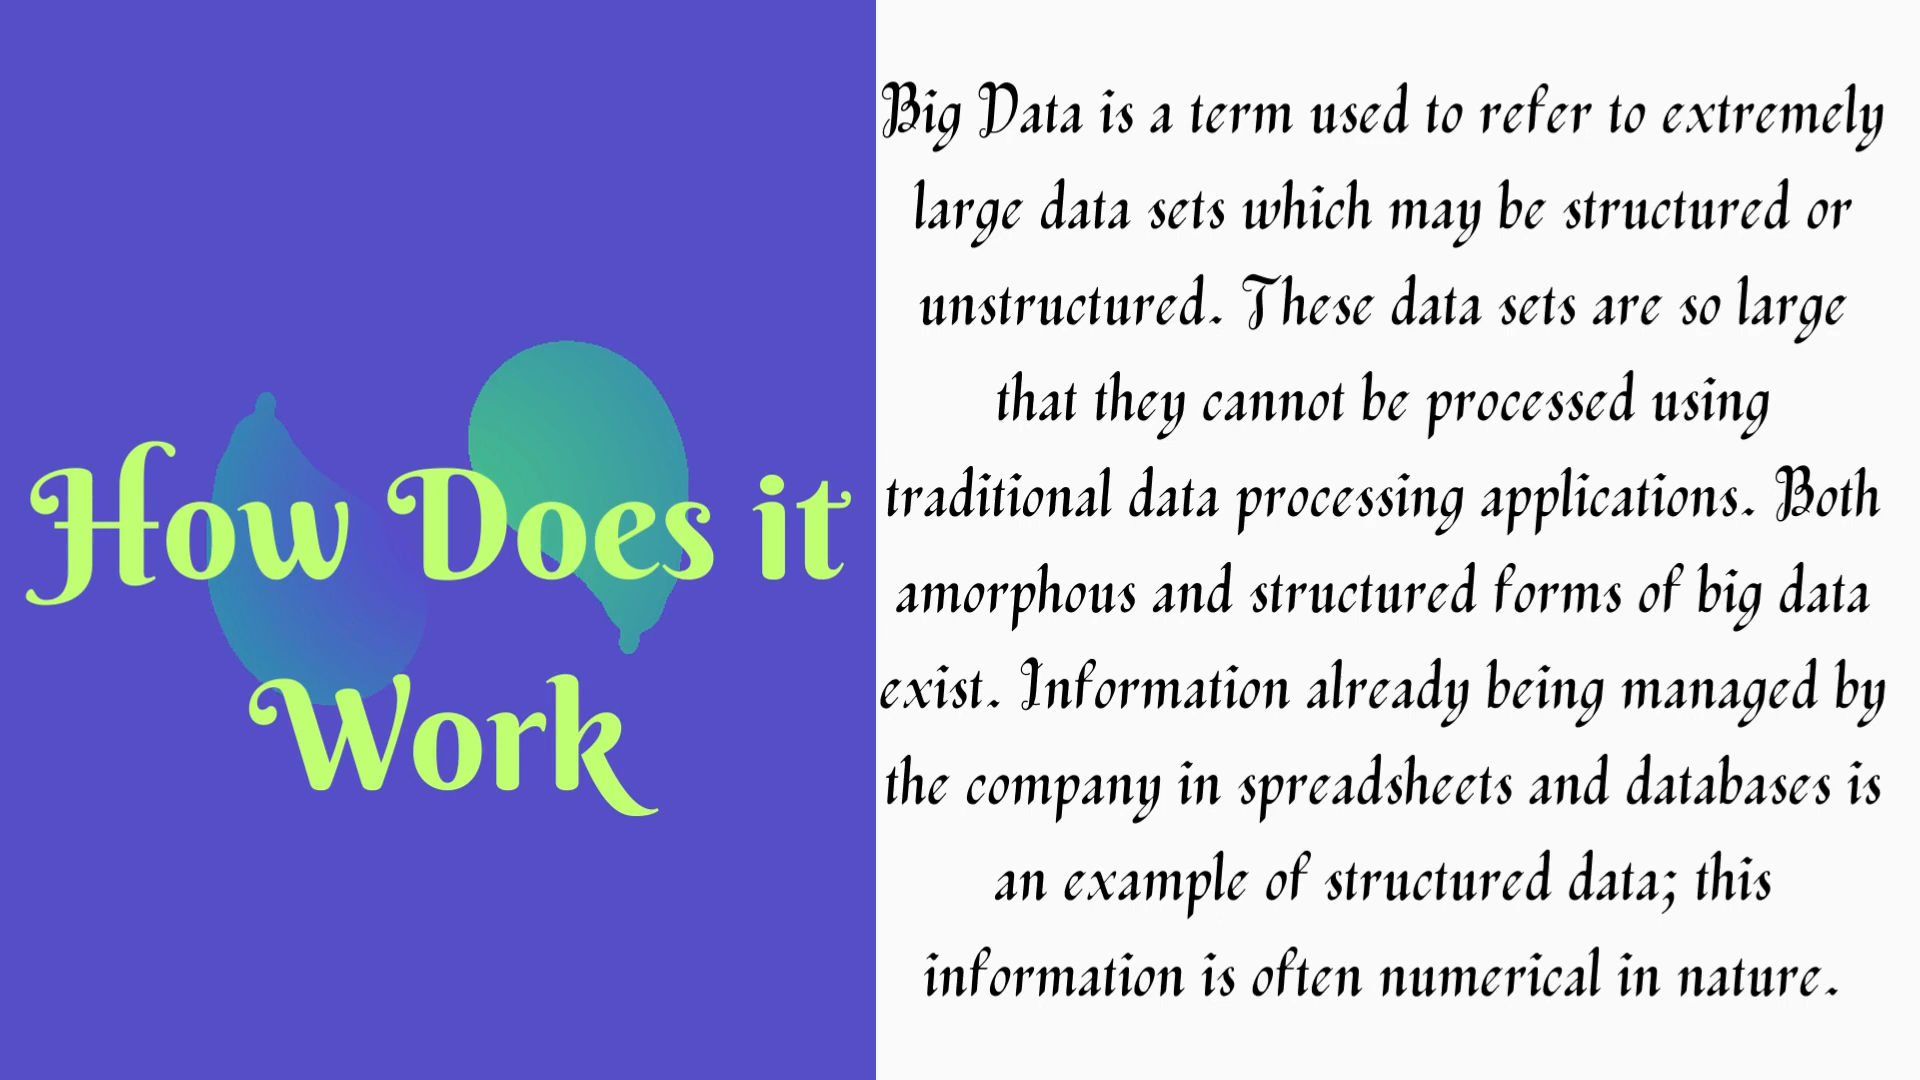 How Does it
Work
Big Data is a term used to refer to extremely
large data sets which may be structured or
unstructured. These data sets are so large
that they cannot be processed using
traditional data processing applications. Both
amorphous and structured forms of big data
exist. Information already being managed by
the company in spreadsheets and databases is
an example of structured data; this
information is often numerical in nature.